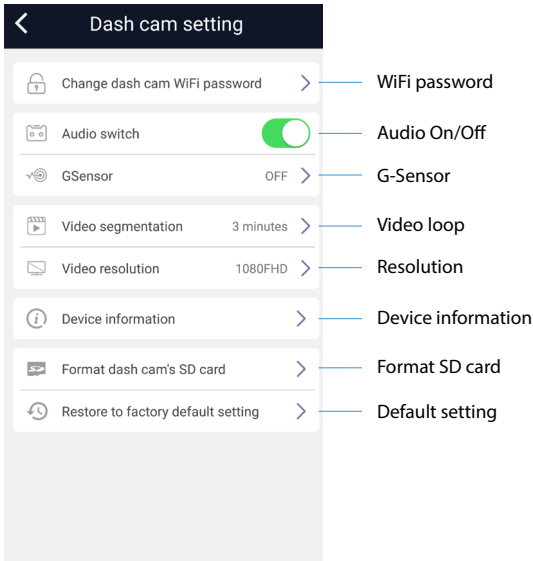 Dash cam setting
Change dash cam WiFi password
WiFi password
Audio switch
Audio On/Off
GSensor OFF
G-Sensor
Video segmentation 3 minutes
Video loop
Video resolution 1080FHD
Resolution
Device information
Device information
Format dash cam's SD card
Format SD card
Restore to factory default setting
Default setting